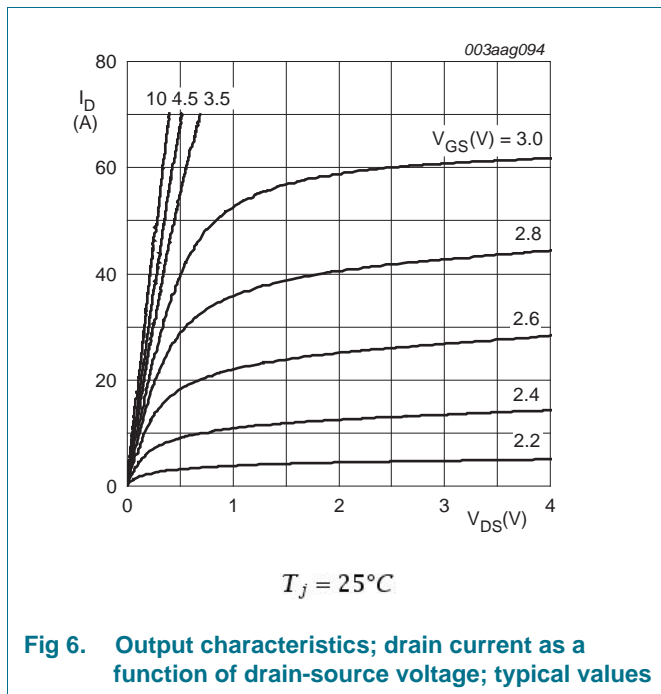 003aag094
80
I_D
(A)
10 4.5 3.5
V_GS(V) = 3.0
60
2.8
40
2.6
20
2.4
2.2
0
0 1 2 3 4
V_DS(V)
T_j = 25°C
Fig 6. Output characteristics; drain current as a
function of drain-source voltage; typical values